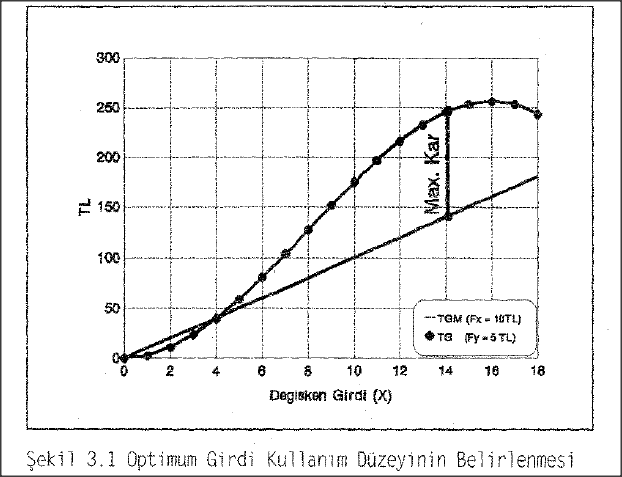 300
250
200
150
100
50
0
TL
Max. Kar
TGM (Fx = 10TL)
TG (Fy = 5 TL)
0 2 4 6 8 10 12 14 16 18
Degisken Girdi (X)
Şekil 3.1 Optimum Girdi Kullanım Düzeyinin Belirlenmesi